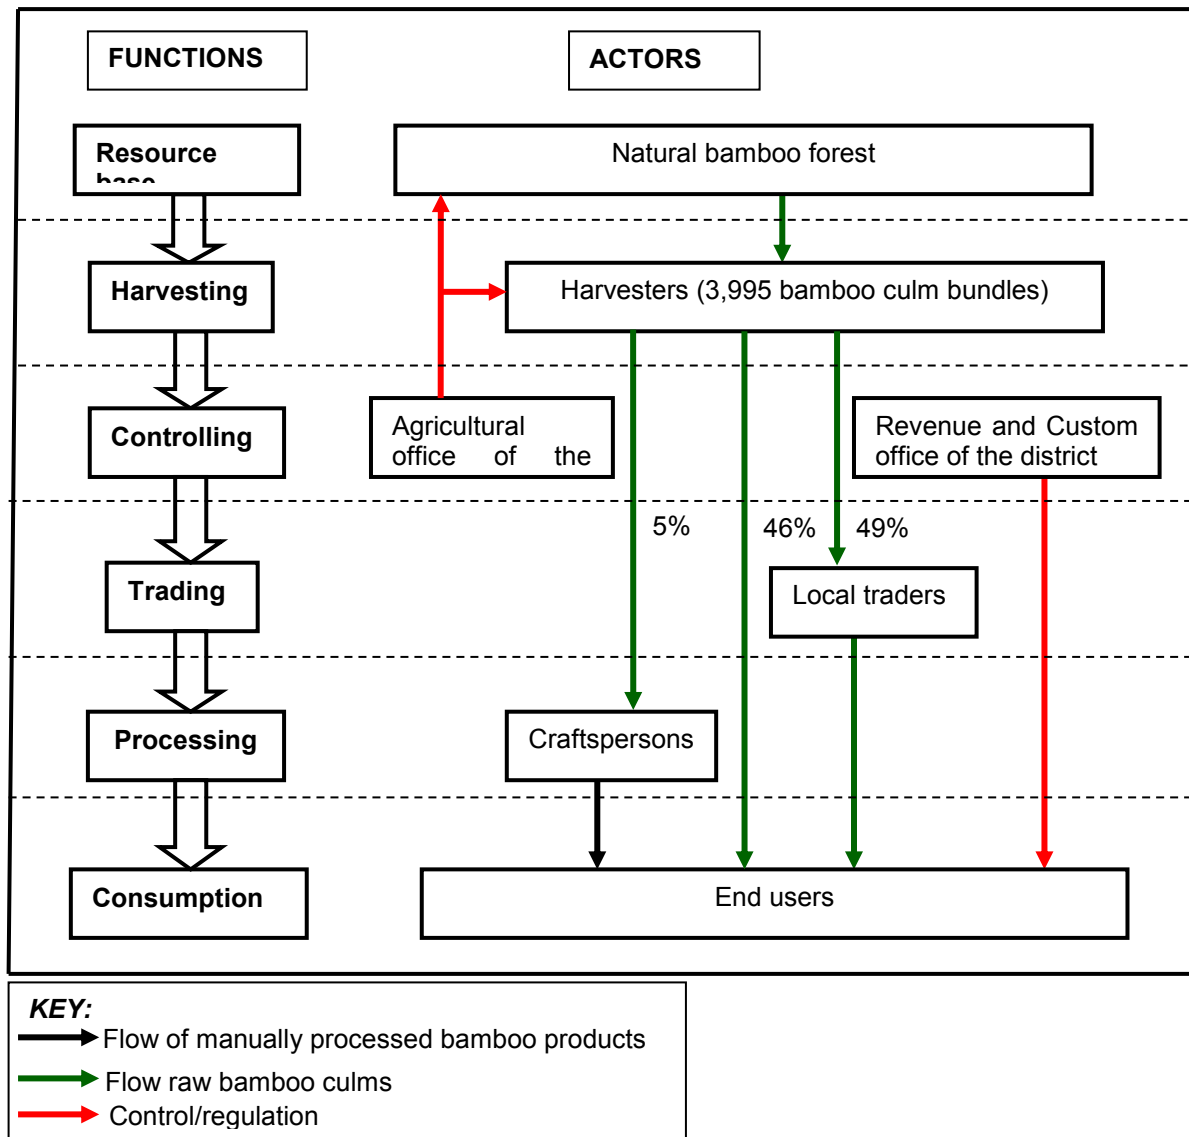 FUNCTIONS
ACTORS
Resource
base
Natural bamboo forest
Harvesting
Harvesters (3,995 bamboo culm bundles)
Controlling
Agricultural
office of the
Revenue and Custom
office of the district
5%
46%
49%
Trading
Local traders
Processing
Craftspersons
Consumption
End users
KEY:
Flow of manually processed bamboo products
Flow raw bamboo culms
Control/regulation